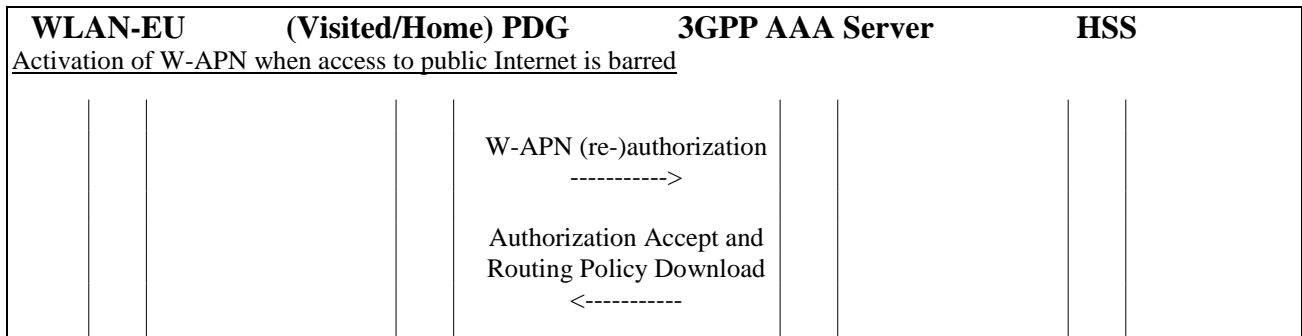 WLAN-EU (Visited/Home) PDG 3GPP AAA Server HSS
Activation of W-APN when access to public Internet is barred
W-APN (re-)authorization
----------->
Authorization Accept and
Routing Policy Download
<-----------